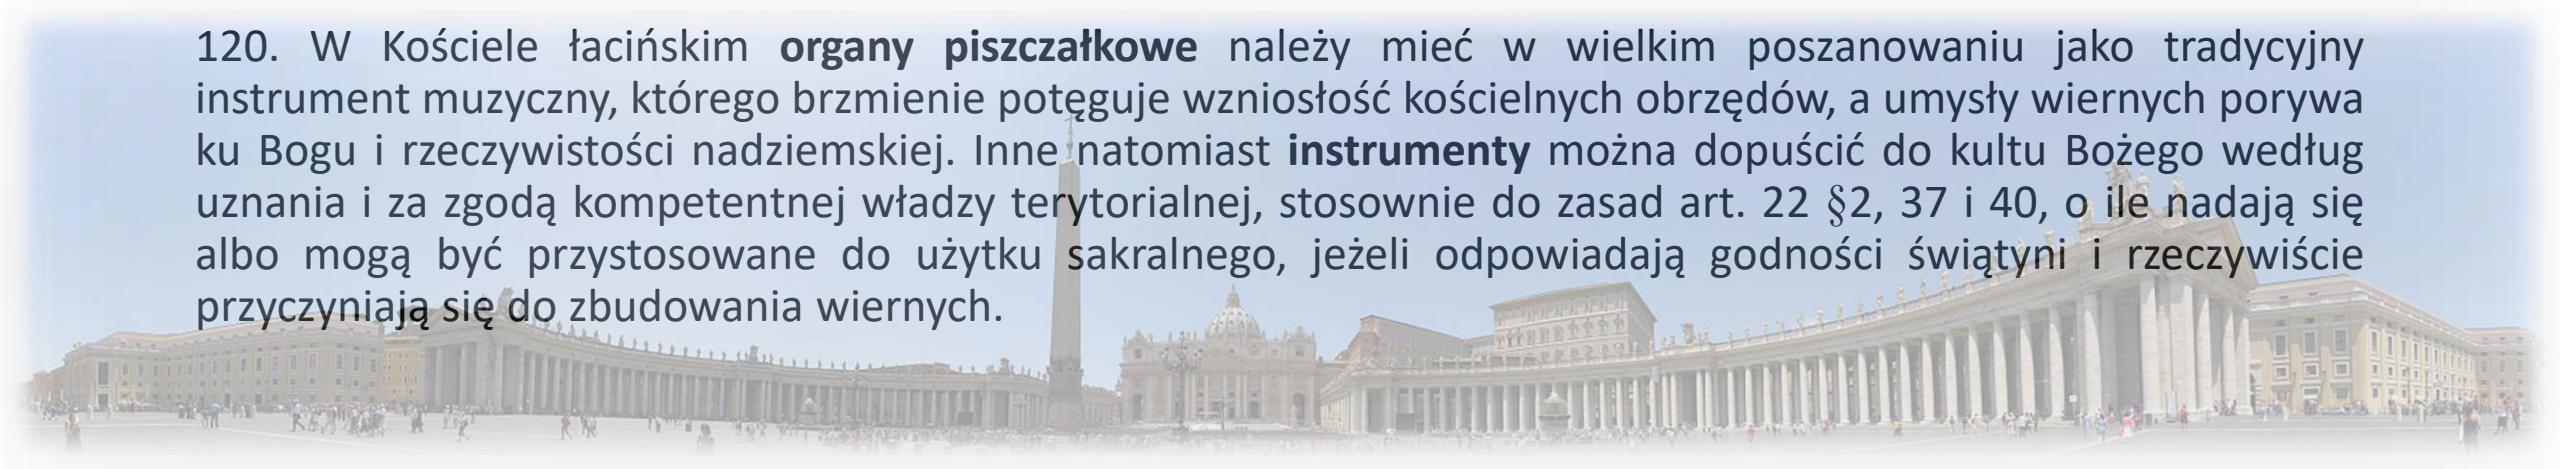 120. W Kościele łacińskim organy piszczałkowe należy mieć w wielkim poszanowaniu jako tradycyjny
instrument muzyczny, którego brzmienie potęguje wzniosłość kościelnych obrzędów, a umysły wiernych porywa
ku Bogu i rzeczywistości nadziemskiej. Inne natomiast instrumenty można dopuścić do kultu Bożego według
uznania i za zgodą kompetentnej władzy terytorialnej, stosownie do zasad art. 22 §2, 37 i 40, o ile nadają się
albo mogą być przystosowane do użytku sakralnego, jeżeli odpowiadają godności świątyni i rzeczywiście
przyczyniają się do zbudowania wiernych.